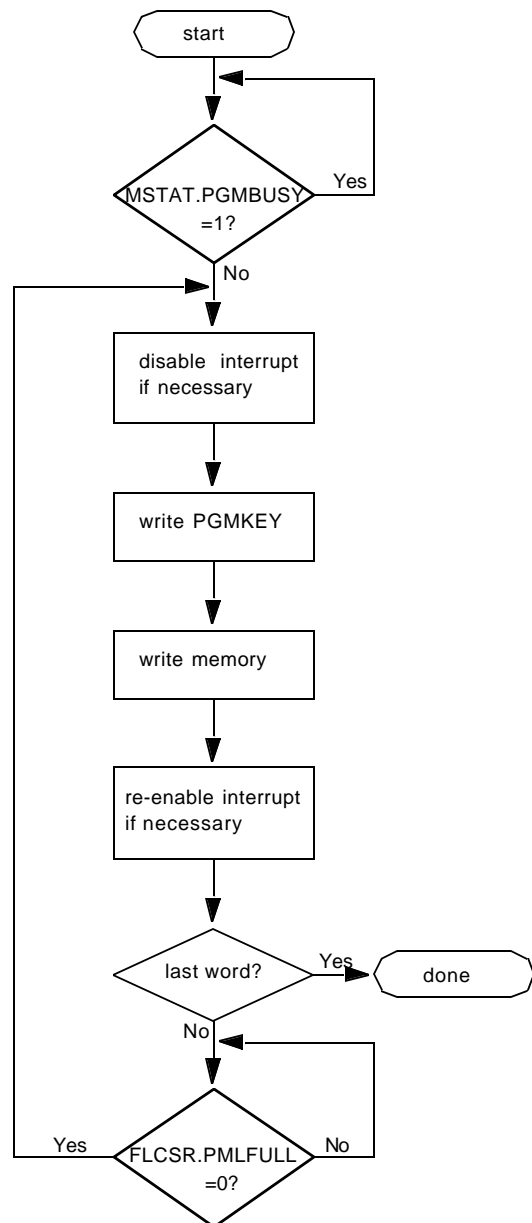 start
MSTAT.PGMBUSY
=1?
Yes
No
disable interrupt
if necessary
write PGMKEY
write memory
re-enable interrupt
if necessary
last word?
Yes
done
No
Yes
FLCSR.PMLFULL
=0?
No